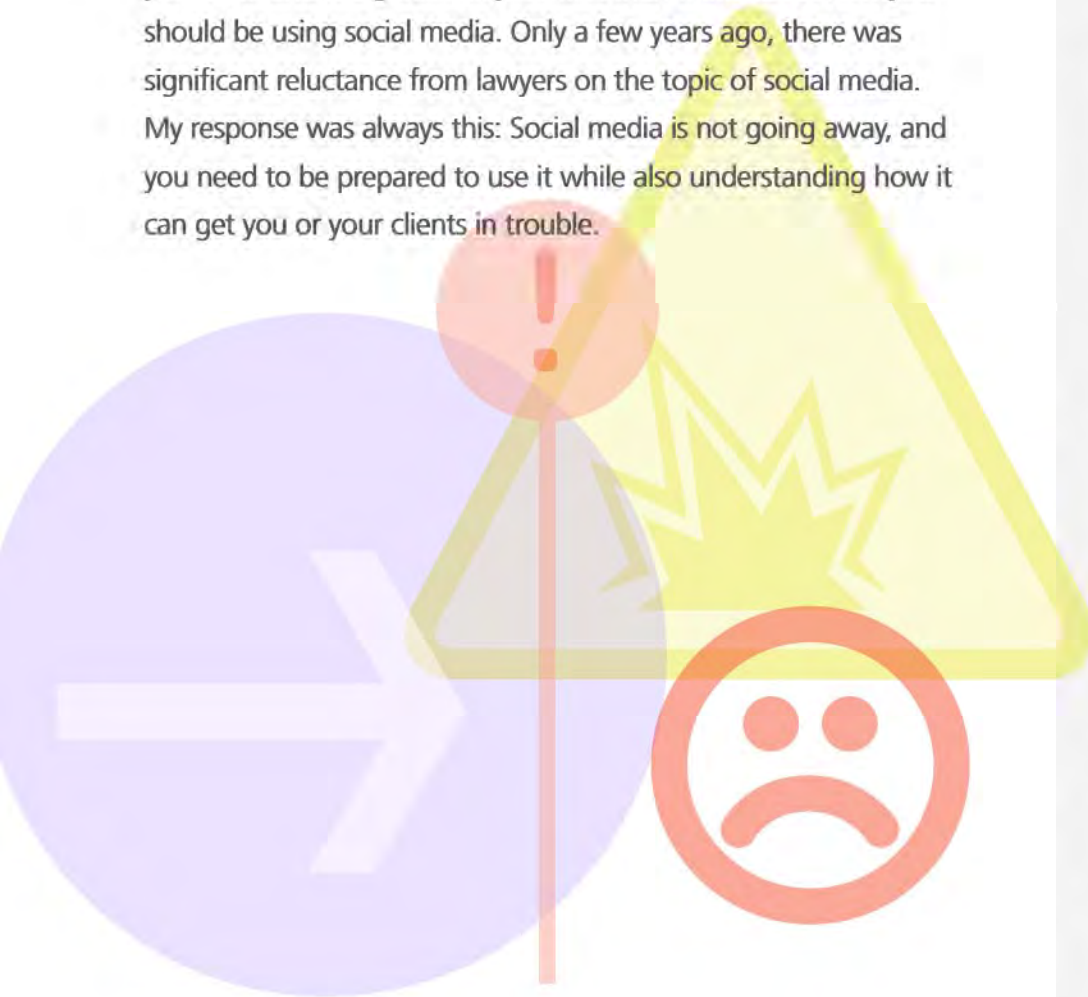 should be using social media. Only a few years ago, there was
significant reluctance from lawyers on the topic of social media.
My response was always this: Social media is not going away, and
you need to be prepared to use it while also understanding how it
can get you or your clients in trouble.
!